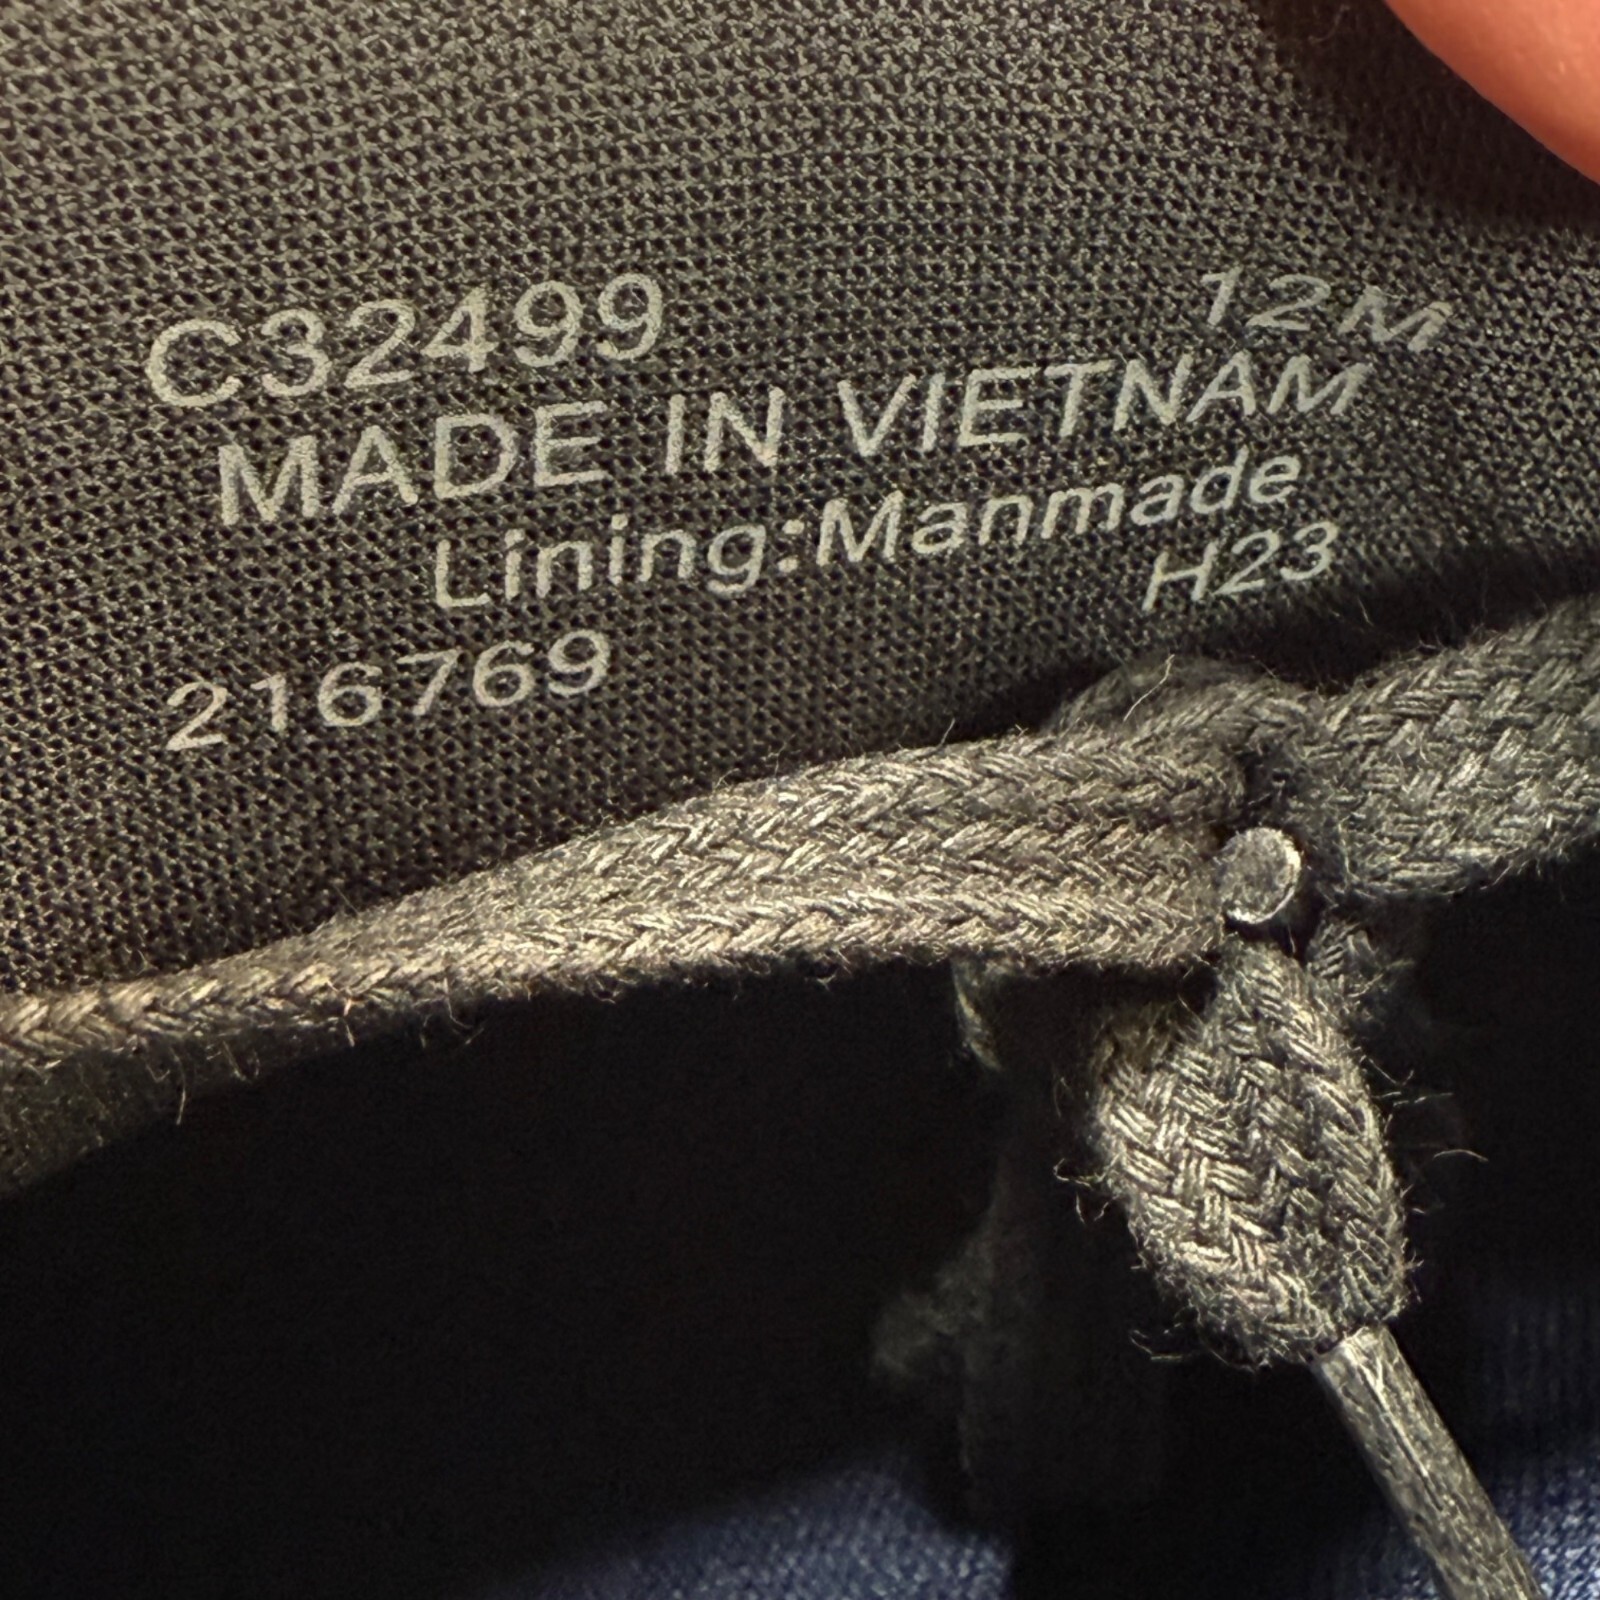 C32499 12M
MADE IN VIETNAM
Lining:Manmade
H23
216769